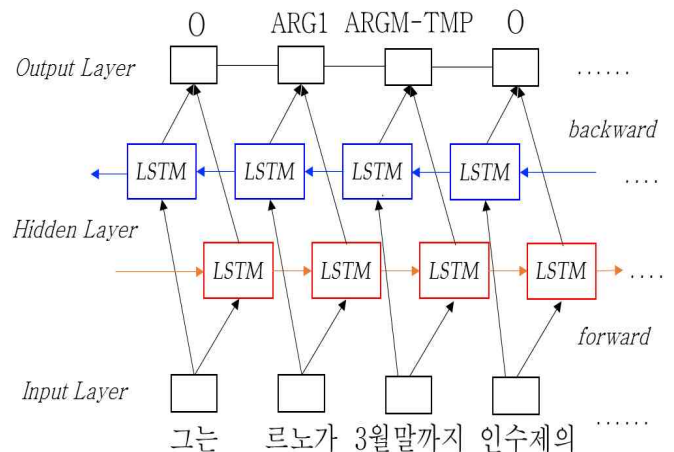 O ARG1 ARGM-TMP O
Output Layer ......
backward
LSTM LSTM LSTM LSTM ....
Hidden Layer
LSTM LSTM LSTM LSTM ....
forward
Input Layer
......
그는 르노가 3월말까지 인수제의